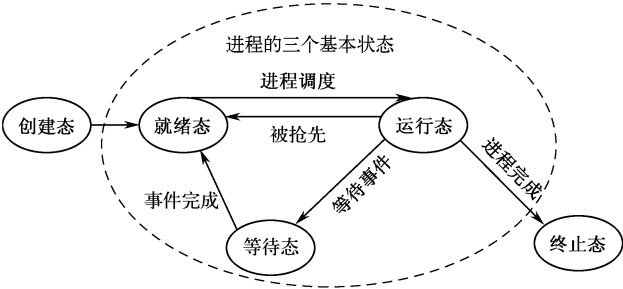 进程的三个基本状态
进程调度
创建态
就绪态
运行态
被抢先
等待事件
进程完成
事件完成
等待态
终止态